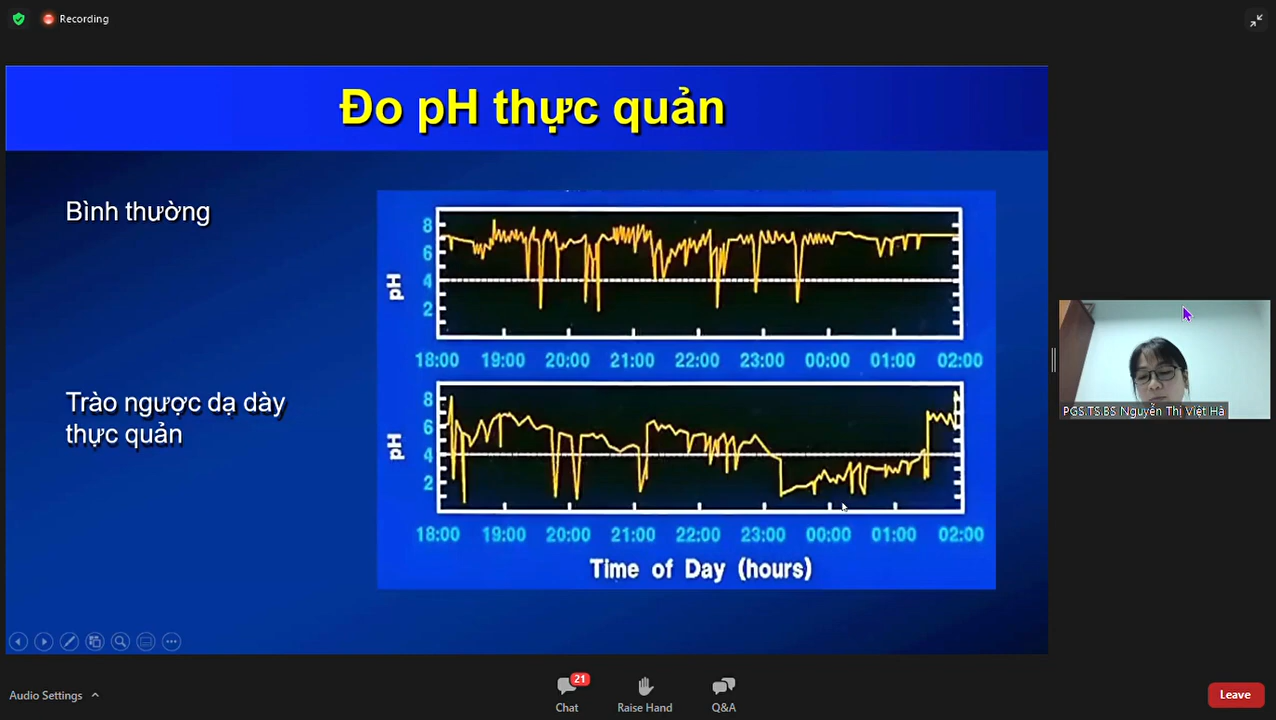 Recording
Đo pH thực quản
Bình thường
8
6
4
2
pH
18:00 19:00 20:00 21:00 22:00 23:00 00:00 01:00 02:00
Trào ngược dạ dày
thực quản
8
6
4
2
pH
18:00 19:00 20:00 21:00 22:00 23:00 00:00 01:00 02:00
Time of Day (hours)
PGS.TS.BS Nguyễn Thị Việt Hà
Audio Settings
21
Chat
Raise Hand
Q&A
Leave